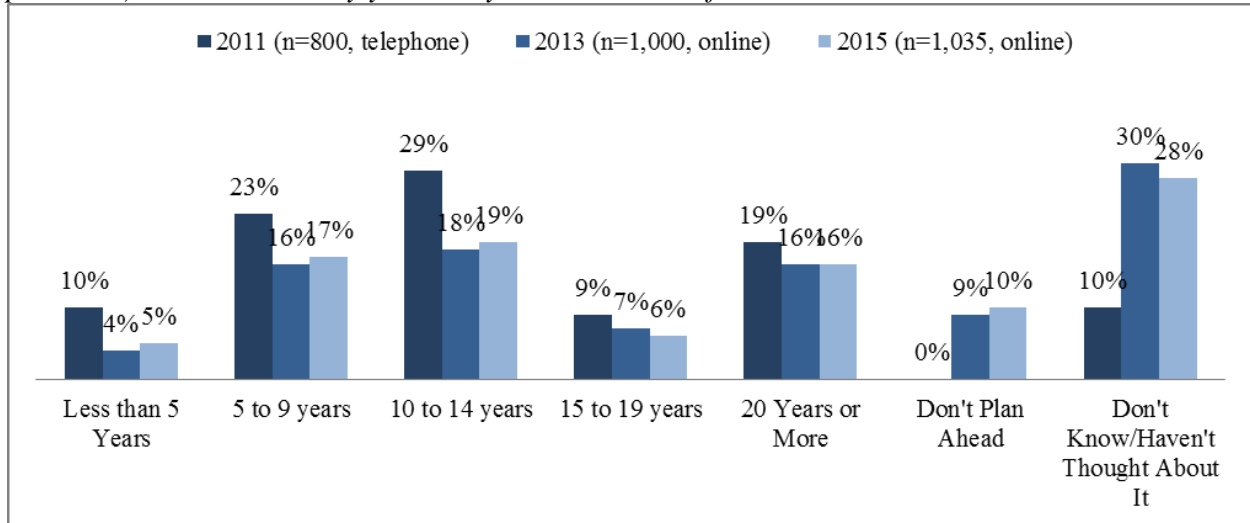 2011 (n=800, telephone) 2013 (n=1,000, online) 2015 (n=1,035, online)
10% 4% 5% 23% 16% 17% 29% 18% 19% 9% 7% 6% 19% 16% 16% 0% 9% 10% 10% 30% 28%
Less than 5
Years
5 to 9 years
10 to 14 years
15 to 19 years
20 Years or
More
Don't Plan
Ahead
Don't
Know/Haven't
Thought About
It